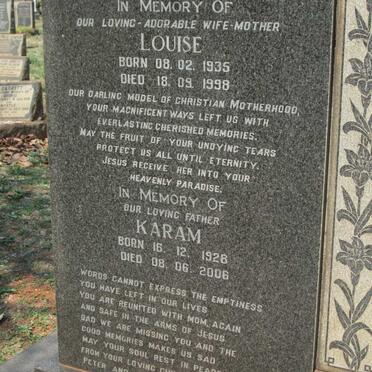 IN MEMORY OF
OUR LOVING-ADORABLE WIFE-MOTHER
LOUISE
BORN 08. 02. 1935
DIED 18. 09. 1998
OUR DARLING MODEL OF CHRISTIAN MOTHERHOOD,
YOUR MAGNIFICENT WAYS LEFT US WITH
EVERLASTING CHERISHED MEMORIES.
MAY THE FRUIT OF YOUR UNDYING TEARS
PROTECT US ALL UNTIL ETERNITY.
JESUS RECEIVE HER INTO YOUR
HEAVENLY PARADISE.
IN MEMORY OF
OUR LOVING FATHER
KARAM
BORN 16. 12. 1926
DIED 08. 06. 2006
WORDS CANNOT EXPRESS THE EMPTINESS
YOU HAVE LEFT IN OUR LIVES
YOU ARE REUNITED WITH MOM, AGAIN
AND SAFE IN THE ARMS OF JESUS
DAD WE ARE MISSING YOU AND THE
GOOD MEMORIES MAKES US SAD
MAY YOUR SOUL REST IN PEACE
FROM YOUR LOVING
PETER AND